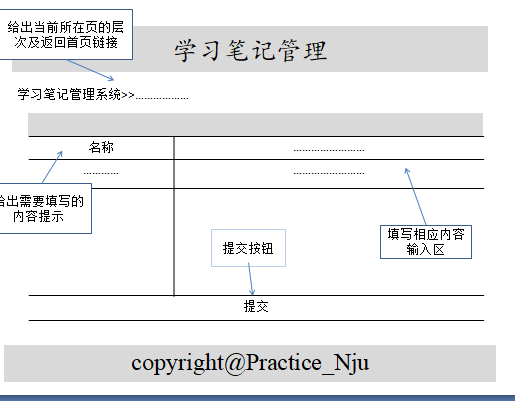 给出当前所在页的层
次及返回首页链接
学习笔记管理
学习笔记管理系统>>………………
名称
……………………
…………
……………………
给出需要填写的
内容提示
填写相应内容
输入区
提交按钮
提交
copyright@Practice_Nju